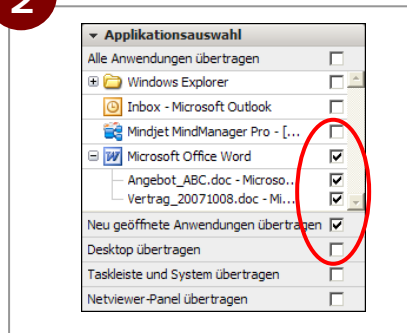 2
Applikationsauswahl
Alle Anwendungen übertragen
Windows Explorer
Inbox - Microsoft Outlook
Mindjet MindManager Pro - [...
Microsoft Office Word
Angebot_ABC.doc - Microso...
Vertrag_20071008.doc - Mi...
Neu geöffnete Anwendungen übertragen
Desktop übertragen
Taskleiste und System übertragen
Netviewer-Panel übertragen